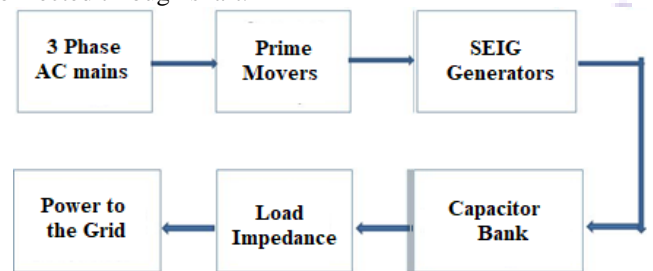 3 Phase
AC mains
Prime
Movers
SEIG
Generators
Power to
the Grid
Load
Impedance
Capacitor
Bank